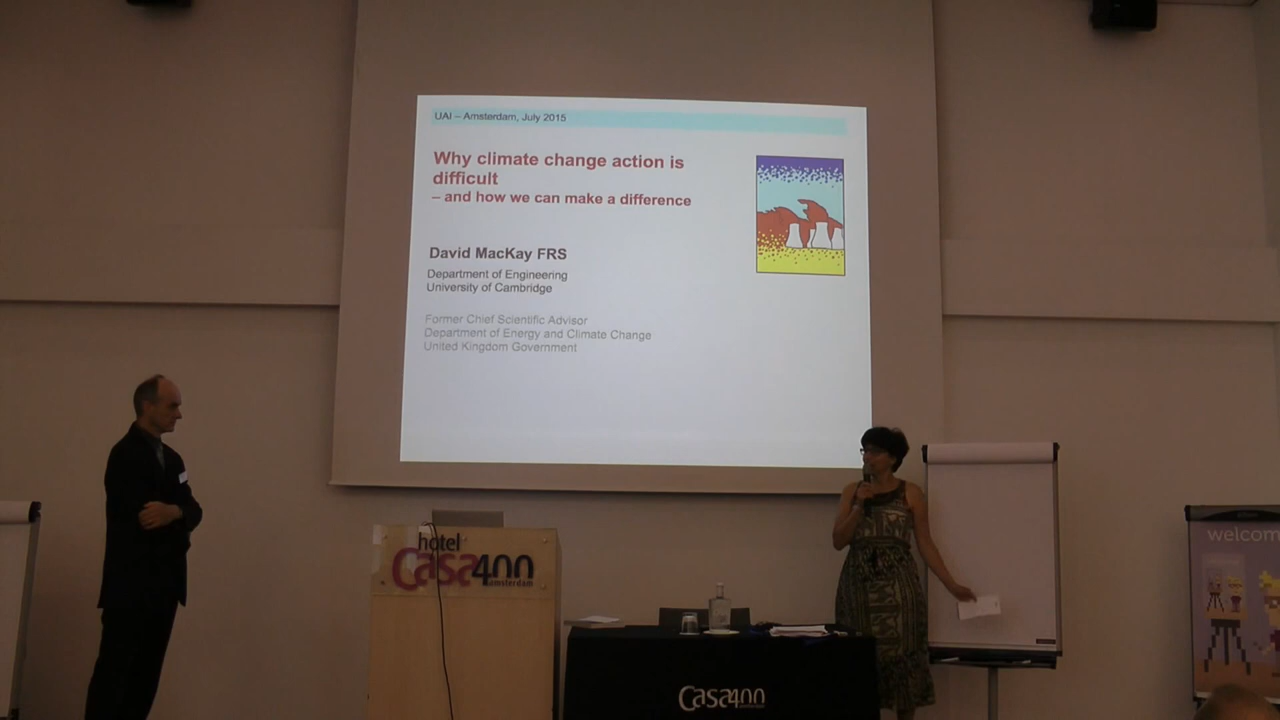 UAI – Amsterdam, July 2015
Why climate change action is
difficult
– and how we can make a difference
David MacKay FRS
Department of Engineering
University of Cambridge
Former Chief Scientific Advisor
Department of Energy and Climate Change
United Kingdom Government
hotel
Casa400
amsterdam
Casa400
welcom